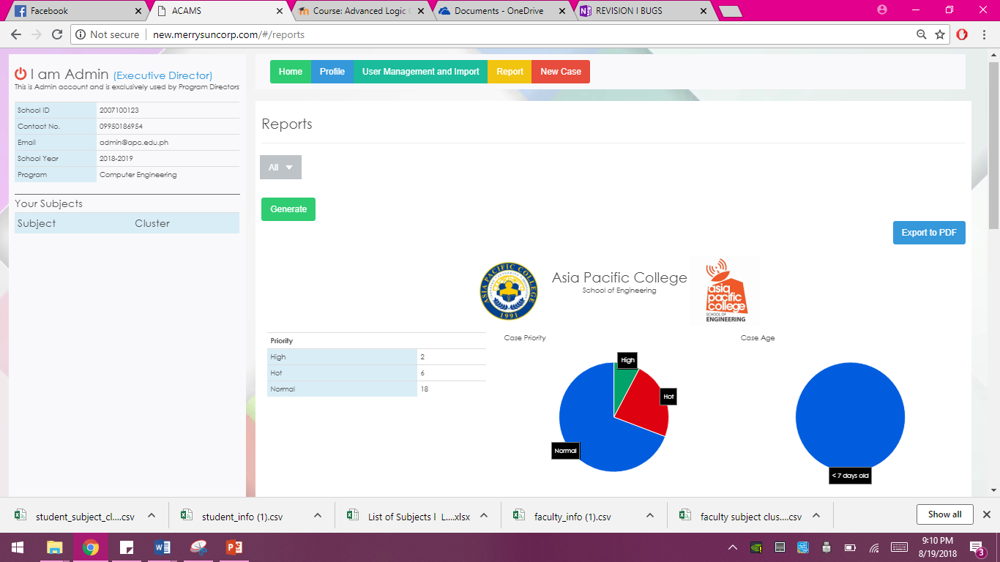 Facebook
ACAMS
Course: Advanced Logic C
Documents - OneDrive
REVISION I BUGS
Not secure
new.merrysuncorp.com/#/reports
I am Admin (Executive Director)
This is Admin account and is exclusively used by Program Directors
School ID 2007100123
Contact No. 09950186954
Email admin@apc.edu.ph
School Year 2018-2019
Program Computer Engineering
Your Subjects
Subject Cluster
Home Profile User Management and Import Report New Case
Reports
All
Generate
Export to PDF
ASIA PACIFIC COLLEGE
1991
Asia Pacific College
School of Engineering
asia
pacific
college
SCHOOL OF
ENGINEERING
Priority
High 2
Hot 6
Normal 18
Case Priority
High
Hot
Normal
Case Age
< 7 days old
student_subject_cl....csv
student_info (1).csv
List of Subjects l L....xlsx
faculty_info (1).csv
faculty subject clus....csv
Show all
9:10 PM
8/19/2018
3